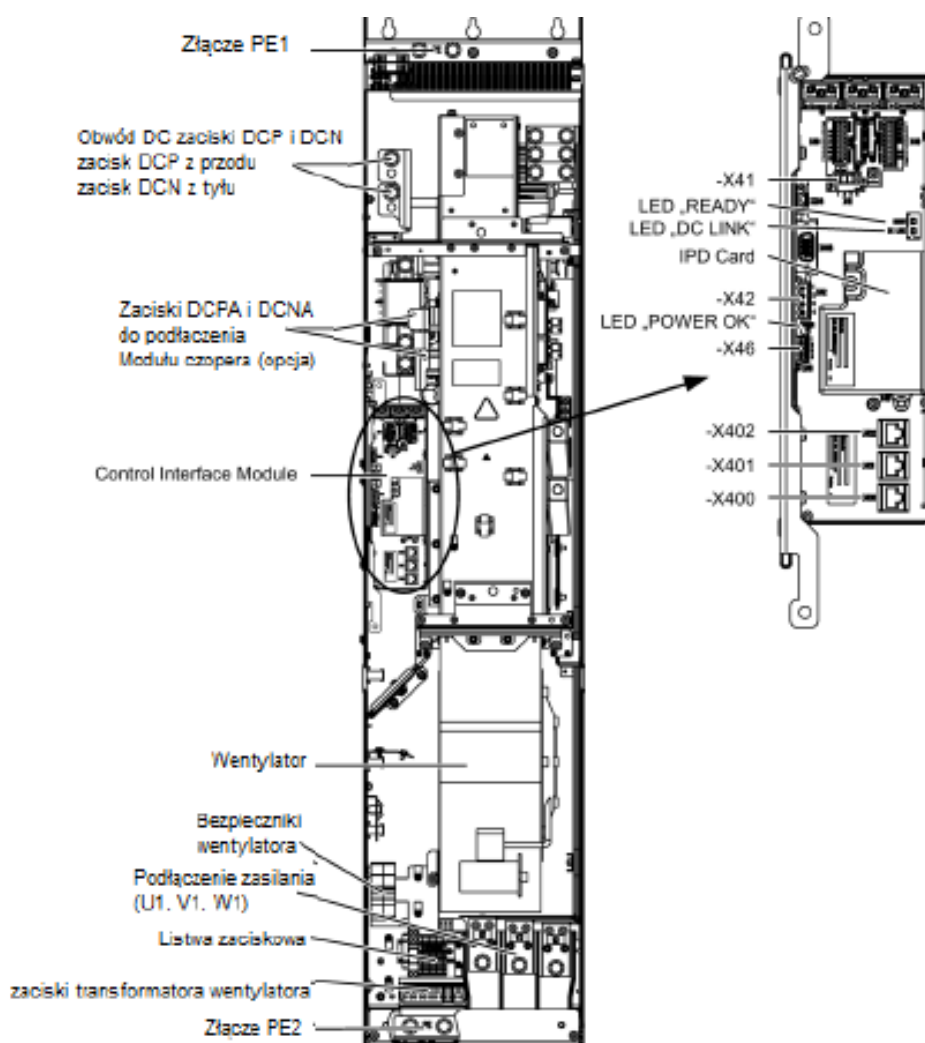 Złącze PE1
Obwód DC zaciski DCP i DCN
zacisk DCP z przodu
zacisk DCN z tyłu
Zaciski DCPA i DCNA
do podłączenia
Modułu czopera (opcja)
Control Interface Module
Wentylator
Bezpieczniki
wentylatora
Podłączenie zasilania
(U1, V1, W1)
Listwa zaciskowa
zaciski transformatora wentylatora
Złącze PE2
-X41
LED „READY”
LED „DC LINK”
IPD Card
-X42
LED „POWER OK”
-X46
-X402
-X401
-X400